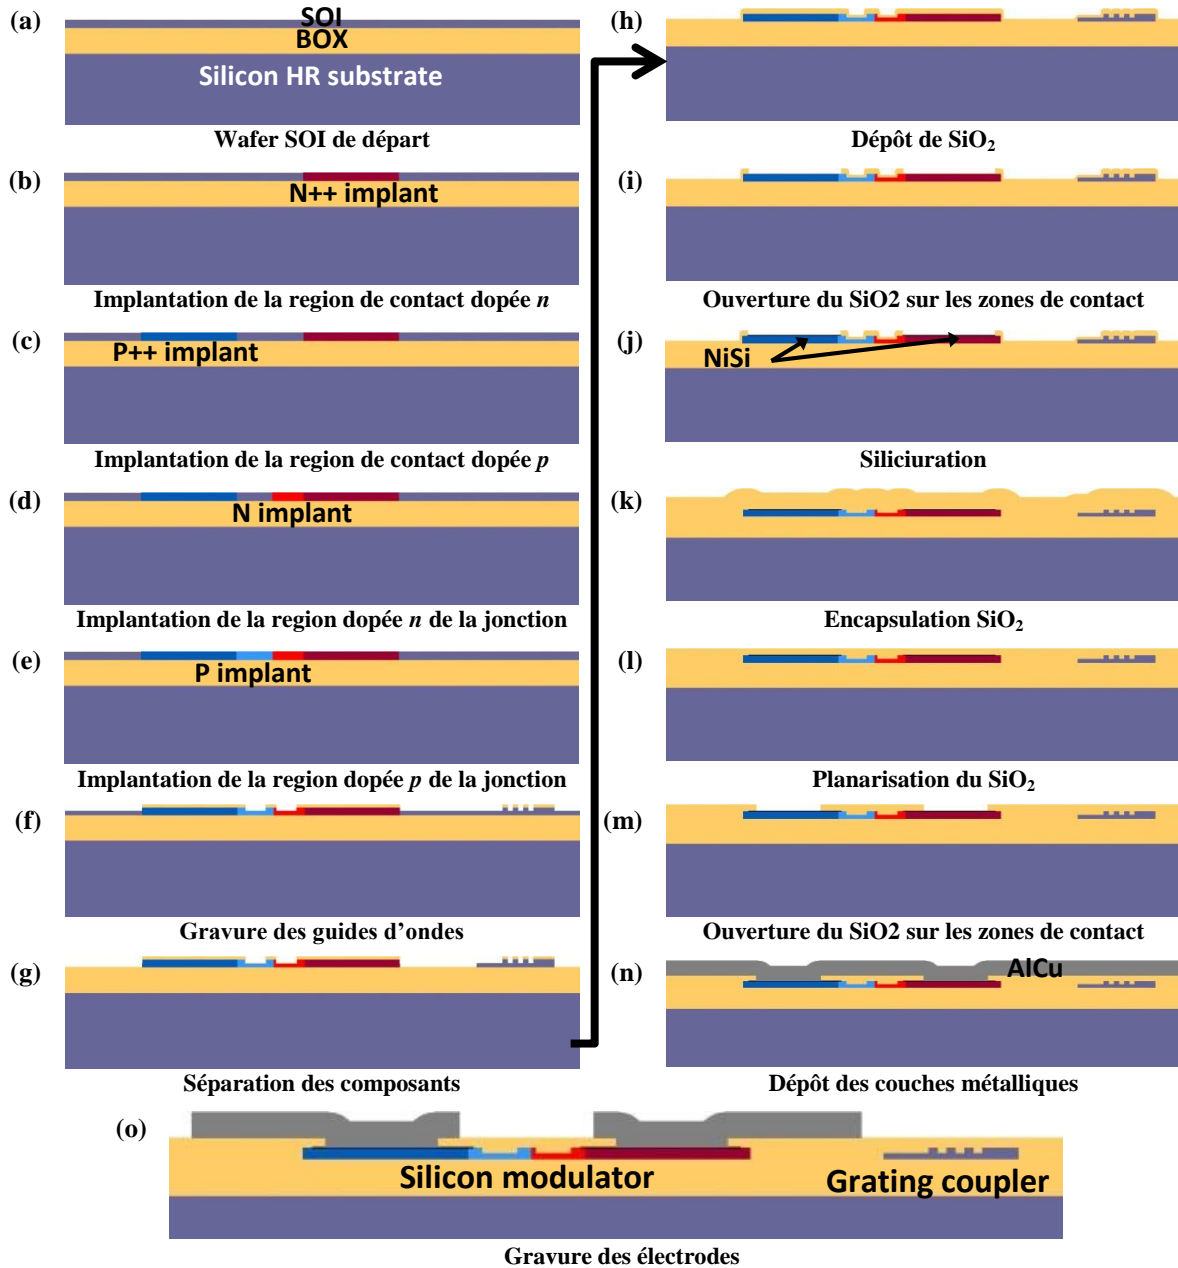 (a)
SOI
BOX
Silicon HR substrate
Wafer SOI de départ
(b)
N++ implant
Implantation de la region de contact dopée n
(c)
P++ implant
Implantation de la region de contact dopée p
(d)
N implant
Implantation de la region dopée n de la jonction
(e)
P implant
Implantation de la region dopée p de la jonction
(f)
Gravure des guides d’ondes
(g)
Séparation des composants
(h)
Dépôt de SiO2
(i)
Ouverture du SiO2 sur les zones de contact
(j)
NiSi
Siliciuration
(k)
Encapsulation SiO2
(l)
Planarisation du SiO2
(m)
Ouverture du SiO2 sur les zones de contact
(n)
AlCu
Dépôt des couches métalliques
(o)
Silicon modulator
Grating coupler
Gravure des électrodes